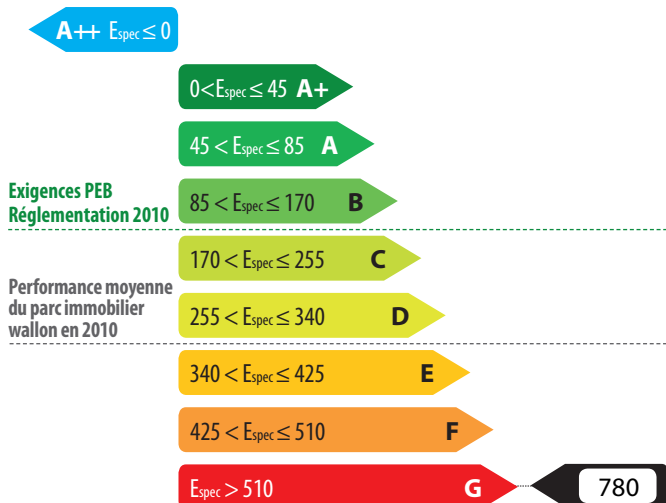 A++ Espec ≤ 0
0 < Espec ≤ 45 A+
45 < Espec ≤ 85 A
Exigences PEB
Réglementation 2010
85 < Espec ≤ 170 B
170 < Espec ≤ 255 C
Performance moyenne
du parc immobilier
wallon en 2010
255 < Espec ≤ 340 D
340 < Espec ≤ 425 E
425 < Espec ≤ 510 F
Espec > 510 G 780